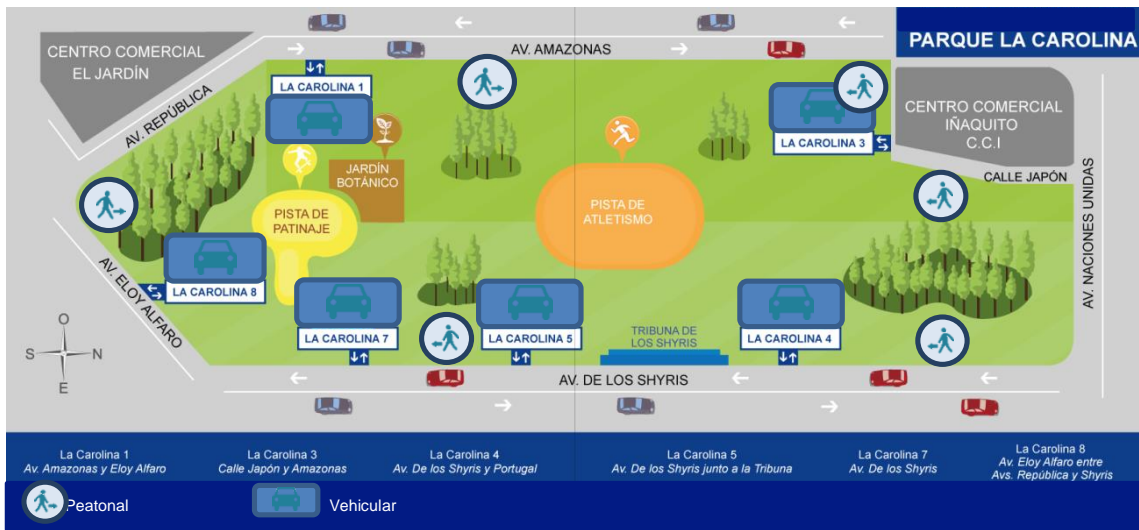 PARQUE LA CAROLINA
CENTRO COMERCIAL
EL JARDÍN
AV. AMAZONAS
AV. REPÚBLICA
LA CAROLINA 1
LA CAROLINA 3
CENTRO COMERCIAL
IÑAQUITO
C.C.I
CALLE JAPÓN
AV. NACIONES UNIDAS
JARDÍN
BOTÁNICO
PISTA DE
PATINAJE
PISTA DE
ATLETISMO
LA CAROLINA 8
AV. ELOY ALFARO
LA CAROLINA 7
LA CAROLINA 5
TRIBUNA DE
LOS SHYRIS
LA CAROLINA 4
O
S
N
E
AV. DE LOS SHYRIS
La Carolina 1
Av. Amazonas y Eloy Alfaro
La Carolina 3
Calle Japón y Amazonas
La Carolina 4
Av. De los Shyris y Portugal
La Carolina 5
Av. De los Shyris junto a la Tribuna
La Carolina 7
Av. De los Shyris
La Carolina 8
Av. Eloy Alfaro entre
Avs. República y Shyris
Peatonal
Vehicular